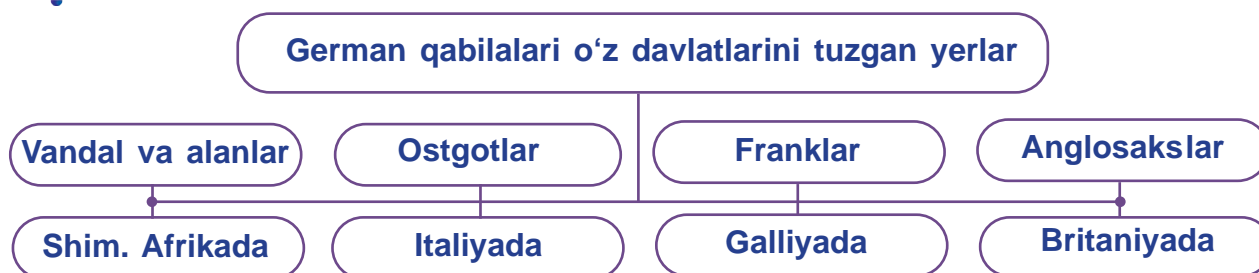 German qabilalari o‘z davlatlarini tuzgan yerlar
Vandal va alanlar
Ostgotlar
Franklar
Anglosakslar
Shim. Afrikada
Italiyada
Galliyada
Britaniyada